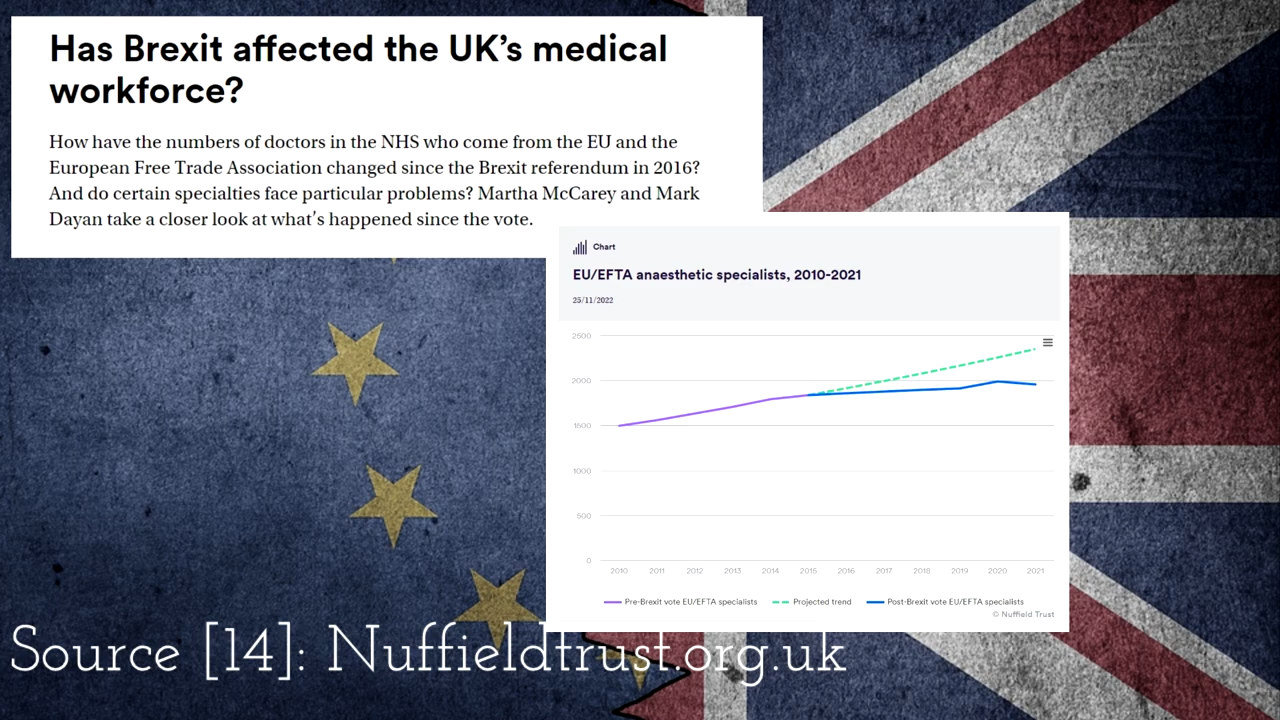 Has Brexit affected the UK's medical
workforce?
How have the numbers of doctors in the NHS who come from the EU and the
European Free Trade Association changed since the Brexit referendum in 2016?
And do certain specialties face particular problems? Martha McCarey and Mark
Dayan take a closer look at what's happened since the vote.
Chart
EU/EFTA anaesthetic specialists, 2010-2021
25/11/2022
2500
2000
1500
1000
500
0
2010 2011 2012 2013 2014 2015 2016 2017 2018 2019 2020 2021
Pre-Brexit vote EU/EFTA specialists Projected trend Post-Brexit vote EU/EFTA specialists
© Nuffield Trust
Source [14]: Nuffieldtrust.org.uk